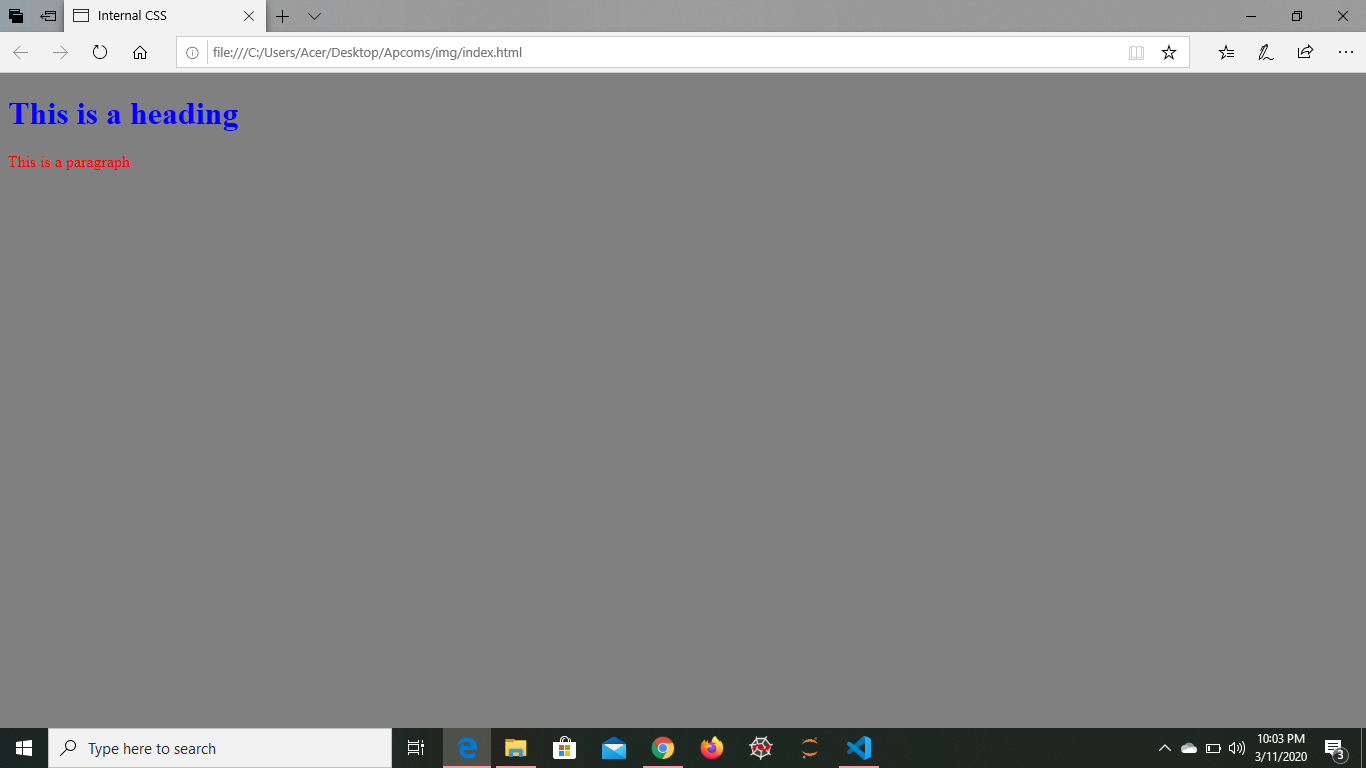 Internal CSS
file:///C:/Users/Acer/Desktop/Apcoms/img/index.html
This is a heading
This is a paragraph
Type here to search
10:03 PM
3/11/2020
3